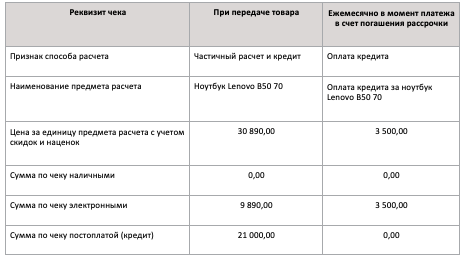 Реквизит чека
При передаче товара
Ежемесячно в момент платежа
в счет погашения рассрочки
Признак способа расчета
Частичный расчет и кредит
Оплата кредита
Наименование предмета расчета
Ноутбук Lenovo B50 70
Оплата кредита за ноутбук
Lenovo B50 70
Цена за единицу предмета расчета с учетом
скидок и наценок
30 890,00
3 500,00
Сумма по чеку наличными
0,00
0,00
Сумма по чеку электронными
9 890,00
3 500,00
Сумма по чеку постоплатой (кредит)
21 000,00
0,00